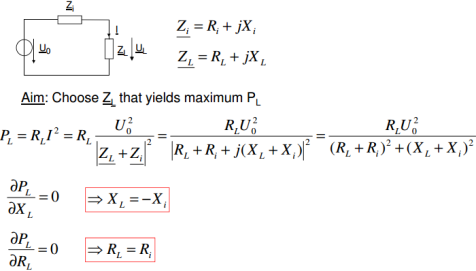 Z_i
I
U_0
Z_L
U_L
Z_i = R_i + jX_i
Z_L = R_L + jX_L
Aim: Choose Z_L that yields maximum P_L
P_L = R_L I^2 = R_L U_0^2 / |Z_L + Z_i|^2 = R_L U_0^2 / |R_L + R_i + j(X_L + X_i)|^2 = R_L U_0^2 / ((R_L + R_i)^2 + (X_L + X_i)^2)
∂P_L / ∂X_L = 0 ⇒ X_L = −X_i
∂P_L / ∂R_L = 0 ⇒ R_L = R_i